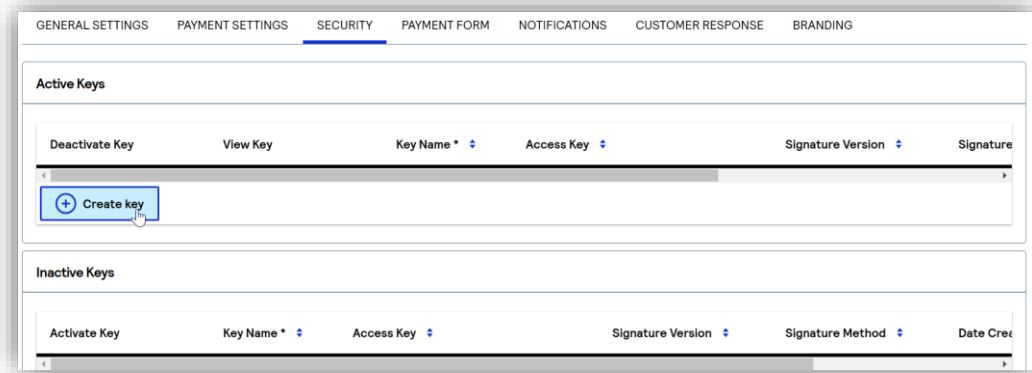 GENERAL SETTINGS PAYMENT SETTINGS SECURITY PAYMENT FORM NOTIFICATIONS CUSTOMER RESPONSE BRANDING
Active Keys
Deactivate Key View Key Key Name * Access Key Signature Version Signature
Create key
Inactive Keys
Activate Key Key Name * Access Key Signature Version Signature Method Date Crea